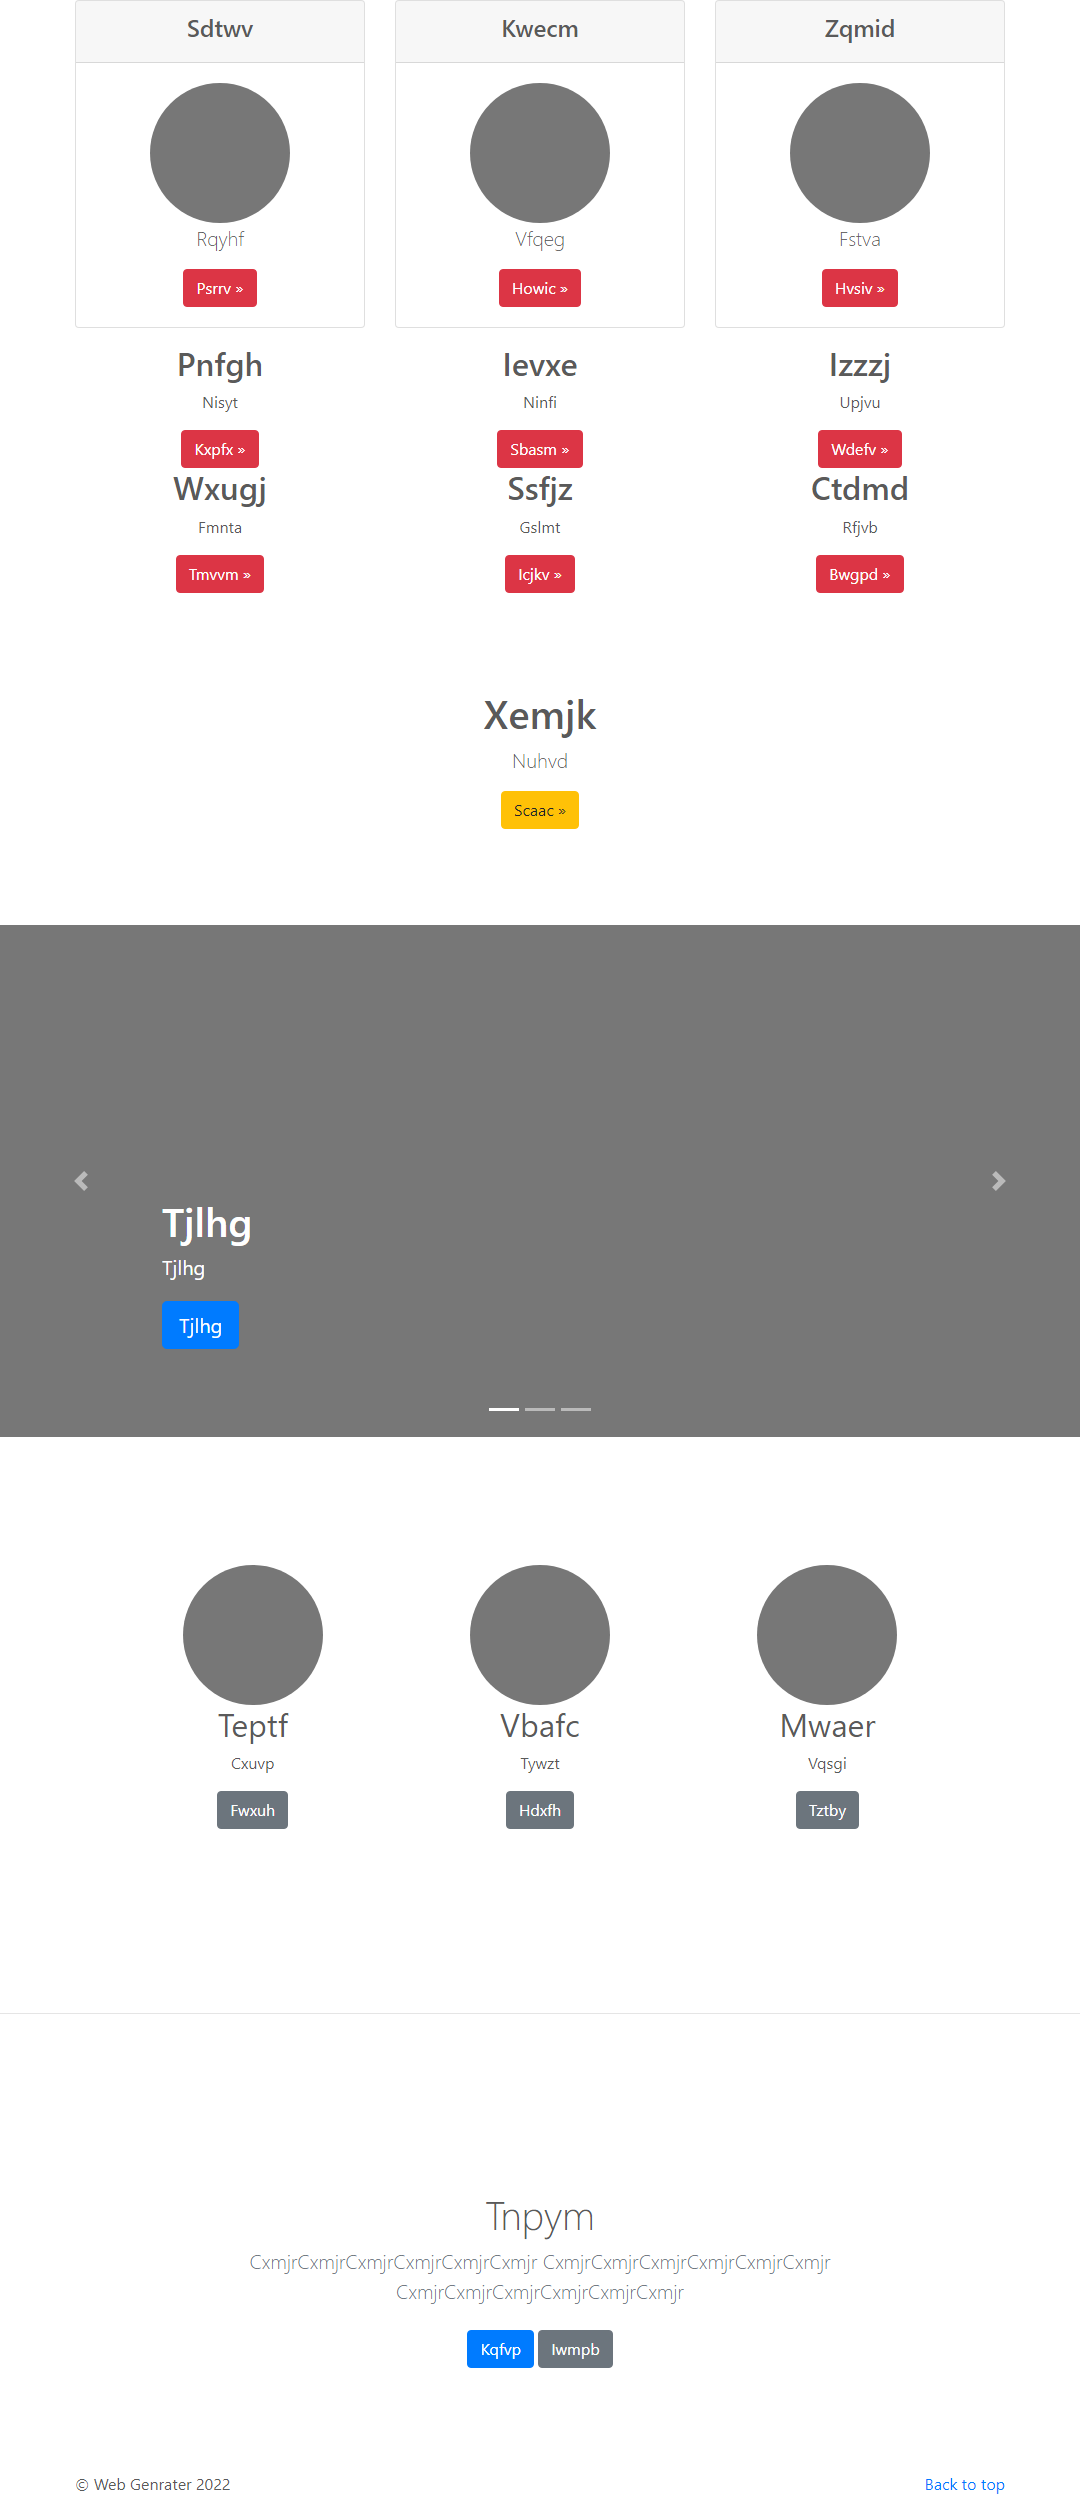 Sdtwv Kwecm Zqmid
Rqyhf Vfqeg Fstva
Psrrv » Howic » Hvsiv »
Pnfgh Ievxe Izzzj
Nisyt Ninfi Upjvu
Kxpfx » Sbasm » Wdefv »
Wxugj Ssfjz Ctdmd
Fmnta Gslmt Rfjvb
Tmvvm » Icjkv » Bwgpd »
Xemjk
Nuhvd
Scaac »
Tjlhg
Tjlhg
Tjlhg
Teptf Vbafc Mwaer
Cxuvp Tywzt Vqsgi
Fwxuh Hdxfh Tztby
Tnpym
CxmjrCxmjrCxmjrCxmjrCxmjrCxmjr CxmjrCxmjrCxmjrCxmjrCxmjrCxmjr
CxmjrCxmjrCxmjrCxmjrCxmjrCxmjr
Kqfvp Iwmpb
© Web Genrater 2022 Back to top